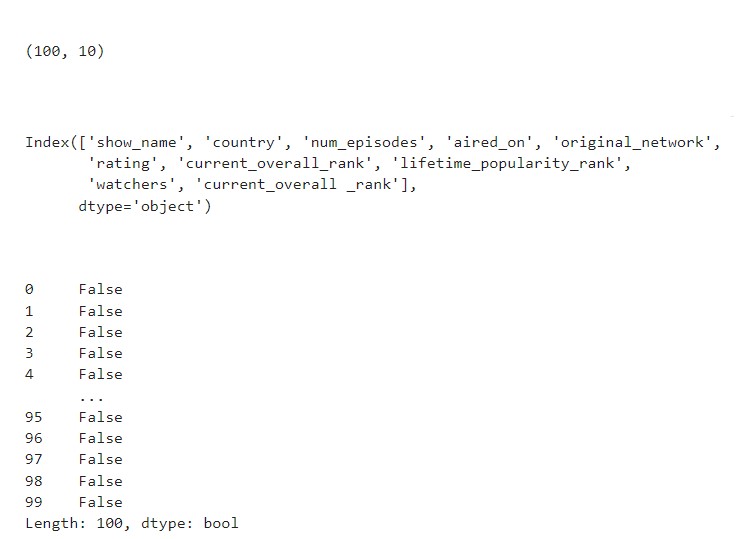 (100, 10)
Index(['show_name', 'country', 'num_episodes', 'aired_on', 'original_network',
'rating', 'current_overall_rank', 'lifetime_popularity_rank',
'watchers', 'current_overall _rank'],
dtype='object')
0 False
1 False
2 False
3 False
4 False
...
95 False
96 False
97 False
98 False
99 False
Length: 100, dtype: bool